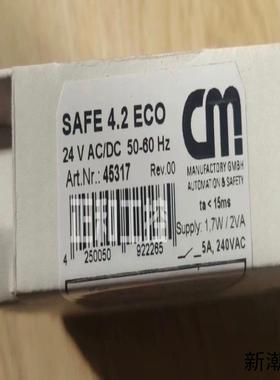 SAFE 4.2 ECO
24 V AC/DC 50-60 Hz
Art.Nr.: 45317 Rev.00
CM
MANUFACTORY GMBH
AUTOMATION & SAFETY
ta < 15ms
Supply: 1,7W / 2VA
5A, 240VAC
4 250050 922265
新潮